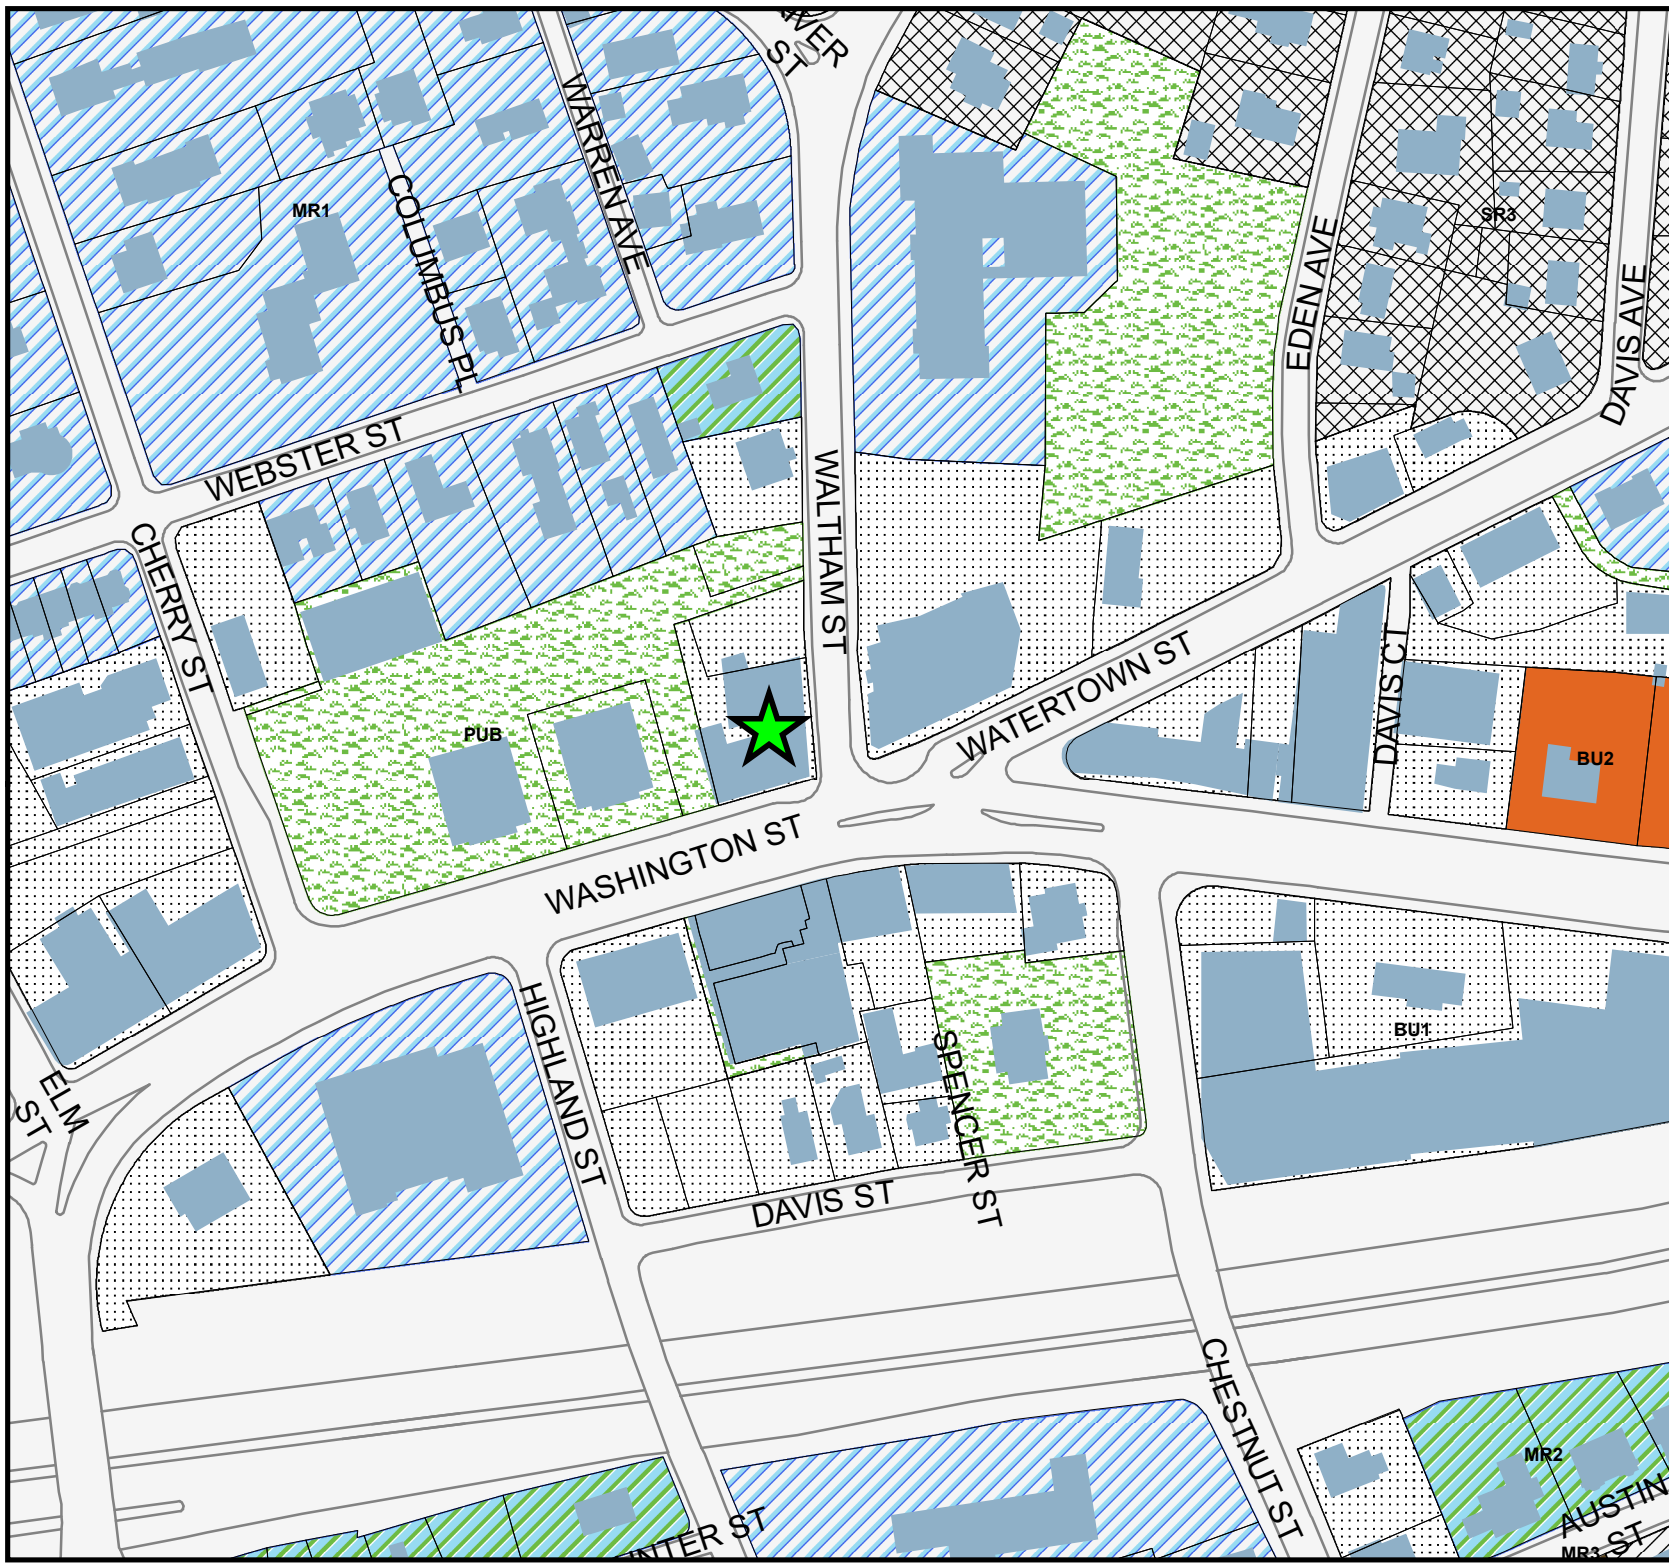 ST
WARREN AVE
COLUMBUS PL
MR1
SR3
EDEN AVE
DAVIS AVE
WEBSTER ST
WALTHAM ST
CHERRY ST
WATERTOWN ST
DAVIS CT
PUB
BU2
WASHINGTON ST
HIGHLAND ST
SPENCER ST
BU1
ELM
ST
DAVIS ST
CHESTNUT ST
MR2
AUSTIN
ST
MR3
NTER ST